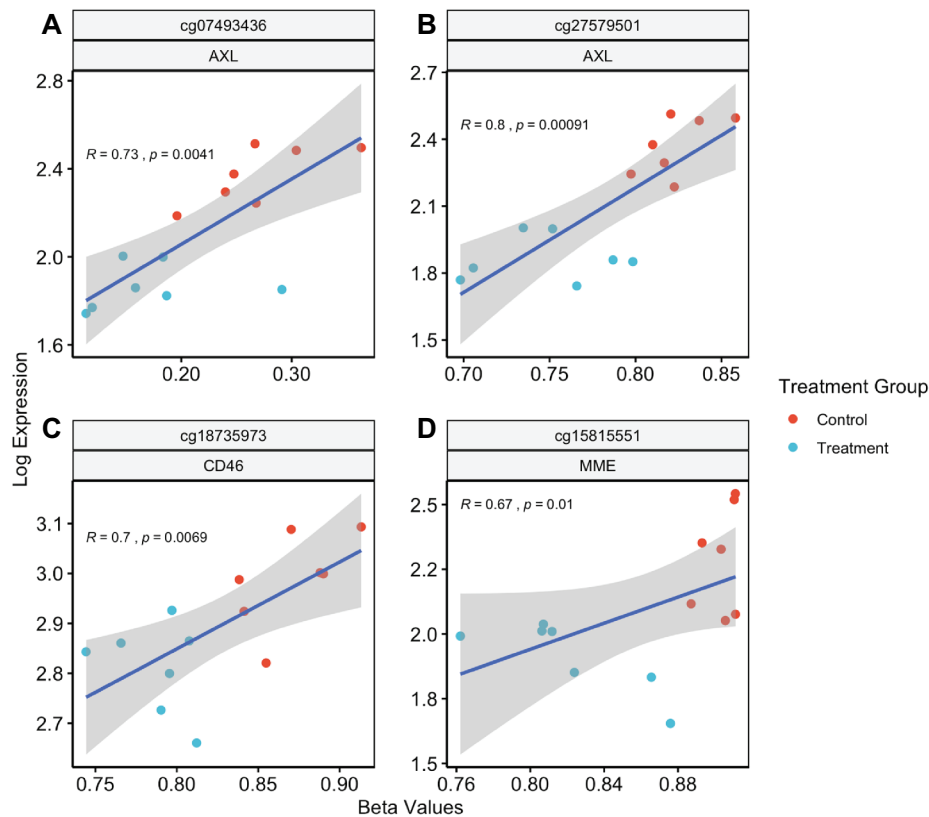 A
cg07493436
AXL
R = 0.73 , p = 0.0041
2.8
2.4
2.0
1.6
0.20
0.30
B
cg27579501
AXL
R = 0.8 , p = 0.00091
2.7
2.4
2.1
1.8
1.5
0.70
0.75
0.80
0.85
C
cg18735973
CD46
R = 0.7 , p = 0.0069
3.1
3.0
2.9
2.8
2.7
0.75
0.80
0.85
0.90
D
cg15815551
MME
R = 0.67 , p = 0.01
2.5
2.2
2.0
1.8
1.5
0.76
0.80
0.84
0.88
Log Expression
Beta Values
Treatment Group
Control
Treatment